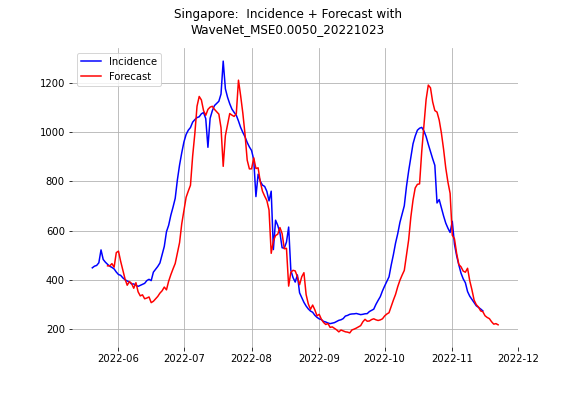 Singapore:  Incidence + Forecast with
WaveNet_MSE0.0050_20221023
Incidence
Forecast
1200
1000
800
600
400
200
2022-06 2022-07 2022-08 2022-09 2022-10 2022-11 2022-12